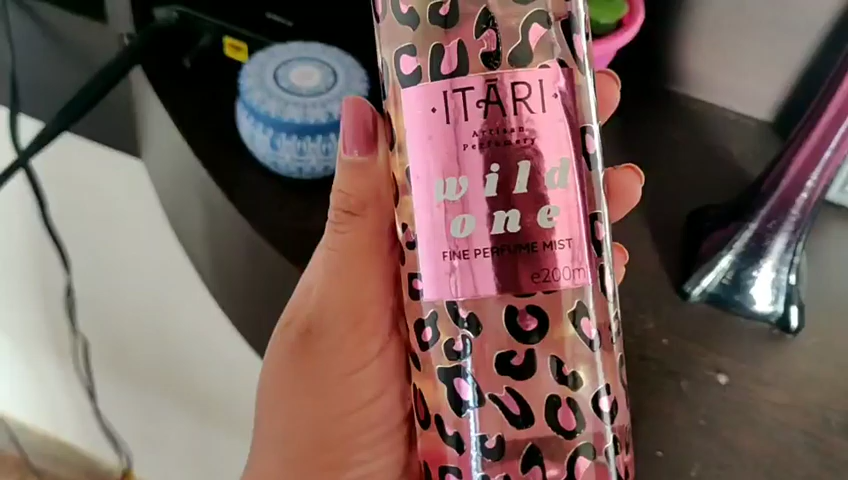 · ITĀRI ·
Artisan
Perfumery
wild
one
FINE PERFUME MIST
e200m